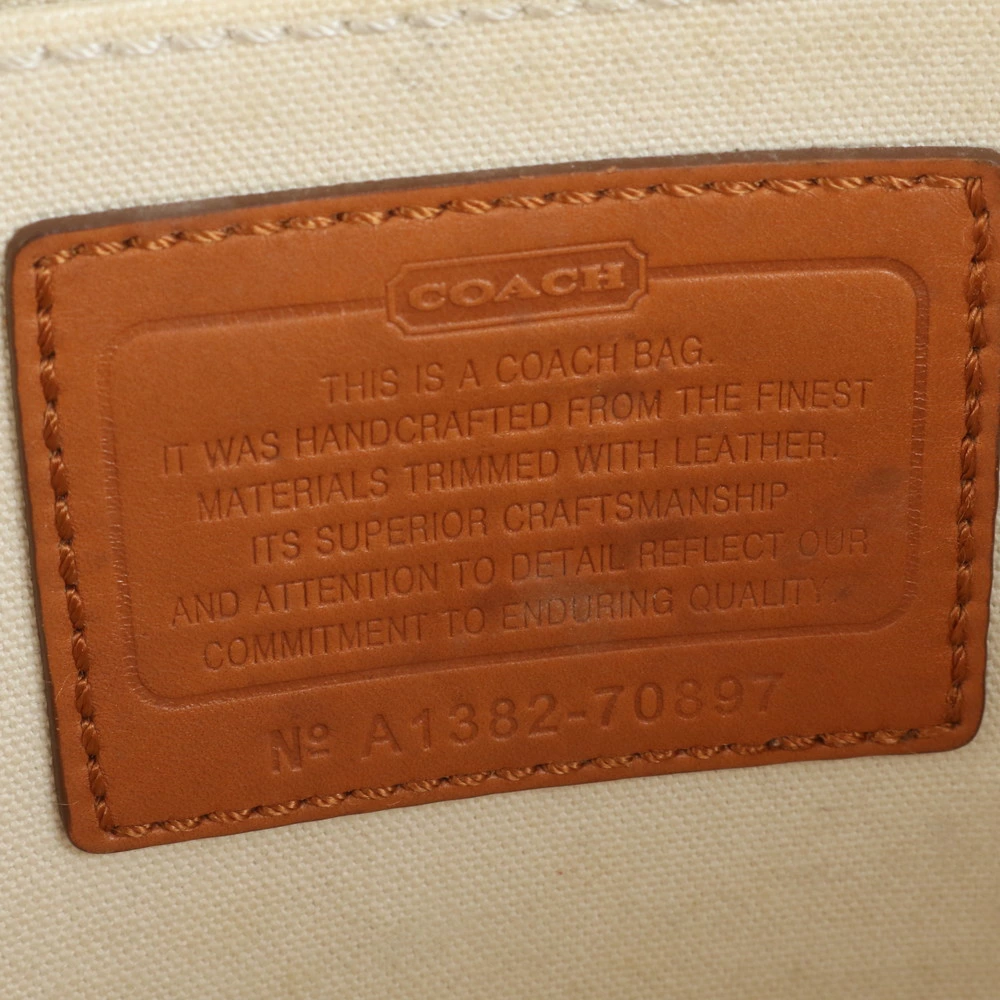 COACH
THIS IS A COACH BAG.
IT WAS HANDCRAFTED FROM THE FINEST
MATERIALS TRIMMED WITH LEATHER.
ITS SUPERIOR CRAFTSMANSHIP
AND ATTENTION TO DETAIL REFLECT OUR
COMMITMENT TO ENDURING QUALITY.
Nº A1382-70897